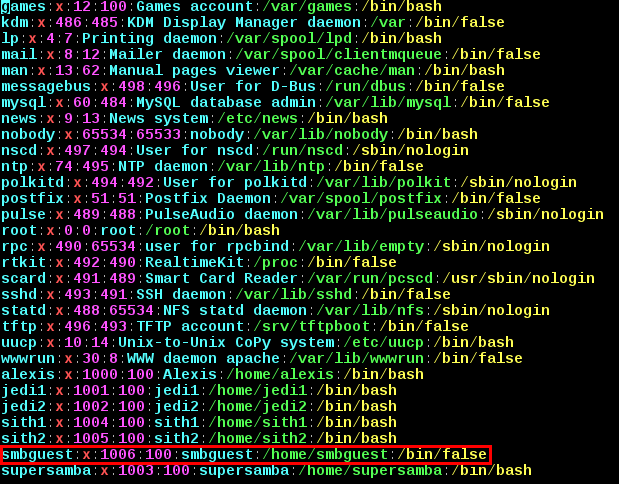 games:x:12:100:Games account:/var/games:/bin/bash
kdm:x:486:485:KDM Display Manager daemon:/var:/bin/false
lp:x:4:7:Printing daemon:/var/spool/lpd:/bin/bash
mail:x:8:12:Mailer daemon:/var/spool/clientmqueue:/bin/false
man:x:13:62:Manual pages viewer:/var/cache/man:/bin/bash
messagebus:x:498:496:User for D-Bus:/run/dbus:/bin/false
mysql:x:60:484:MySQL database admin:/var/lib/mysql:/bin/false
news:x:9:13:News system:/etc/news:/bin/bash
nobody:x:65534:65533:nobody:/var/lib/nobody:/bin/bash
nscd:x:497:494:User for nscd:/run/nscd:/sbin/nologin
ntp:x:74:495:NTP daemon:/var/lib/ntp:/bin/false
polkitd:x:494:492:User for polkitd:/var/lib/polkit:/sbin/nologin
postfix:x:51:51:Postfix Daemon:/var/spool/postfix:/bin/false
pulse:x:489:488:PulseAudio daemon:/var/lib/pulseaudio:/sbin/nologin
root:x:0:0:root:/root:/bin/bash
rpc:x:490:65534:user for rpcbind:/var/lib/empty:/sbin/nologin
rtkit:x:492:490:RealtimeKit:/proc:/bin/false
scard:x:491:489:Smart Card Reader:/var/run/pcscd:/usr/sbin/nologin
sshd:x:493:491:SSH daemon:/var/lib/sshd:/bin/false
statd:x:488:65534:NFS statd daemon:/var/lib/nfs:/sbin/nologin
tftp:x:496:493:TFTP account:/srv/tftpboot:/bin/false
uucp:x:10:14:Unix-to-Unix CoPy system:/etc/uucp:/bin/bash
wwwrun:x:30:8:WWW daemon apache:/var/lib/wwwrun:/bin/false
alexis:x:1000:100:Alexis:/home/alexis:/bin/bash
jedi1:x:1001:100:jedi1:/home/jedi1:/bin/bash
jedi2:x:1002:100:jedi2:/home/jedi2:/bin/bash
sith1:x:1004:100:sith1:/home/sith1:/bin/bash
sith2:x:1005:100:sith2:/home/sith2:/bin/bash
smbguest:x:1006:100:smbguest:/home/smbguest:/bin/false
supersamba:x:1003:100:supersamba:/home/supersamba:/bin/bash